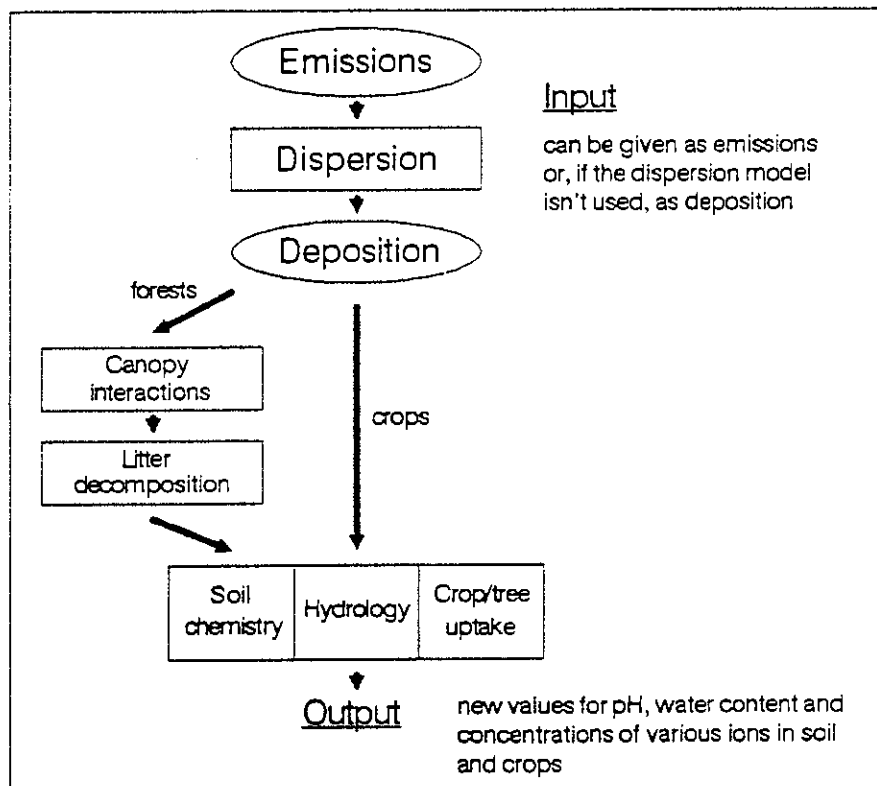 Emissions
Input
can be given as emissions
or, if the dispersion model
isn't used, as deposition
Dispersion
Deposition
forests
Canopy
interactions
crops
Litter
decomposition
Soil
chemistry
Hydrology
Crop/tree
uptake
Output
new values for pH, water content and
concentrations of various ions in soil
and crops